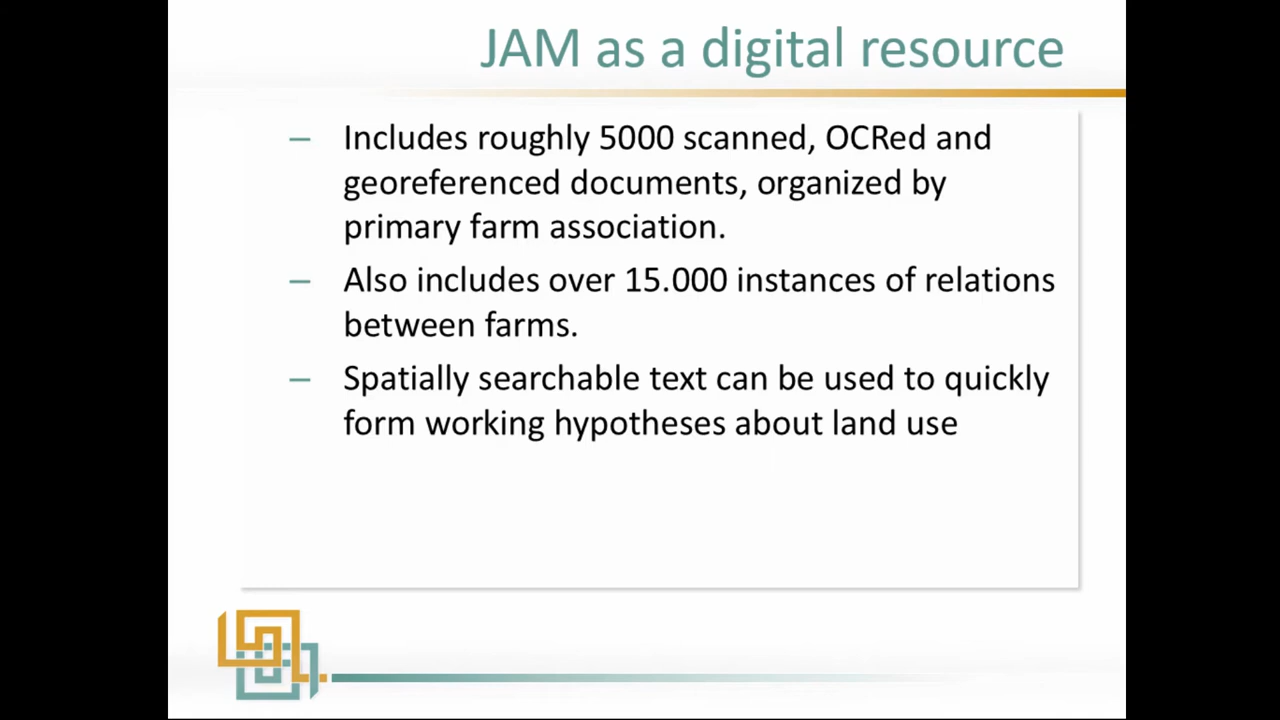 JAM as a digital resource
– Includes roughly 5000 scanned, OCRed and
georeferenced documents, organized by
primary farm association.
– Also includes over 15.000 instances of relations
between farms.
– Spatially searchable text can be used to quickly
form working hypotheses about land use